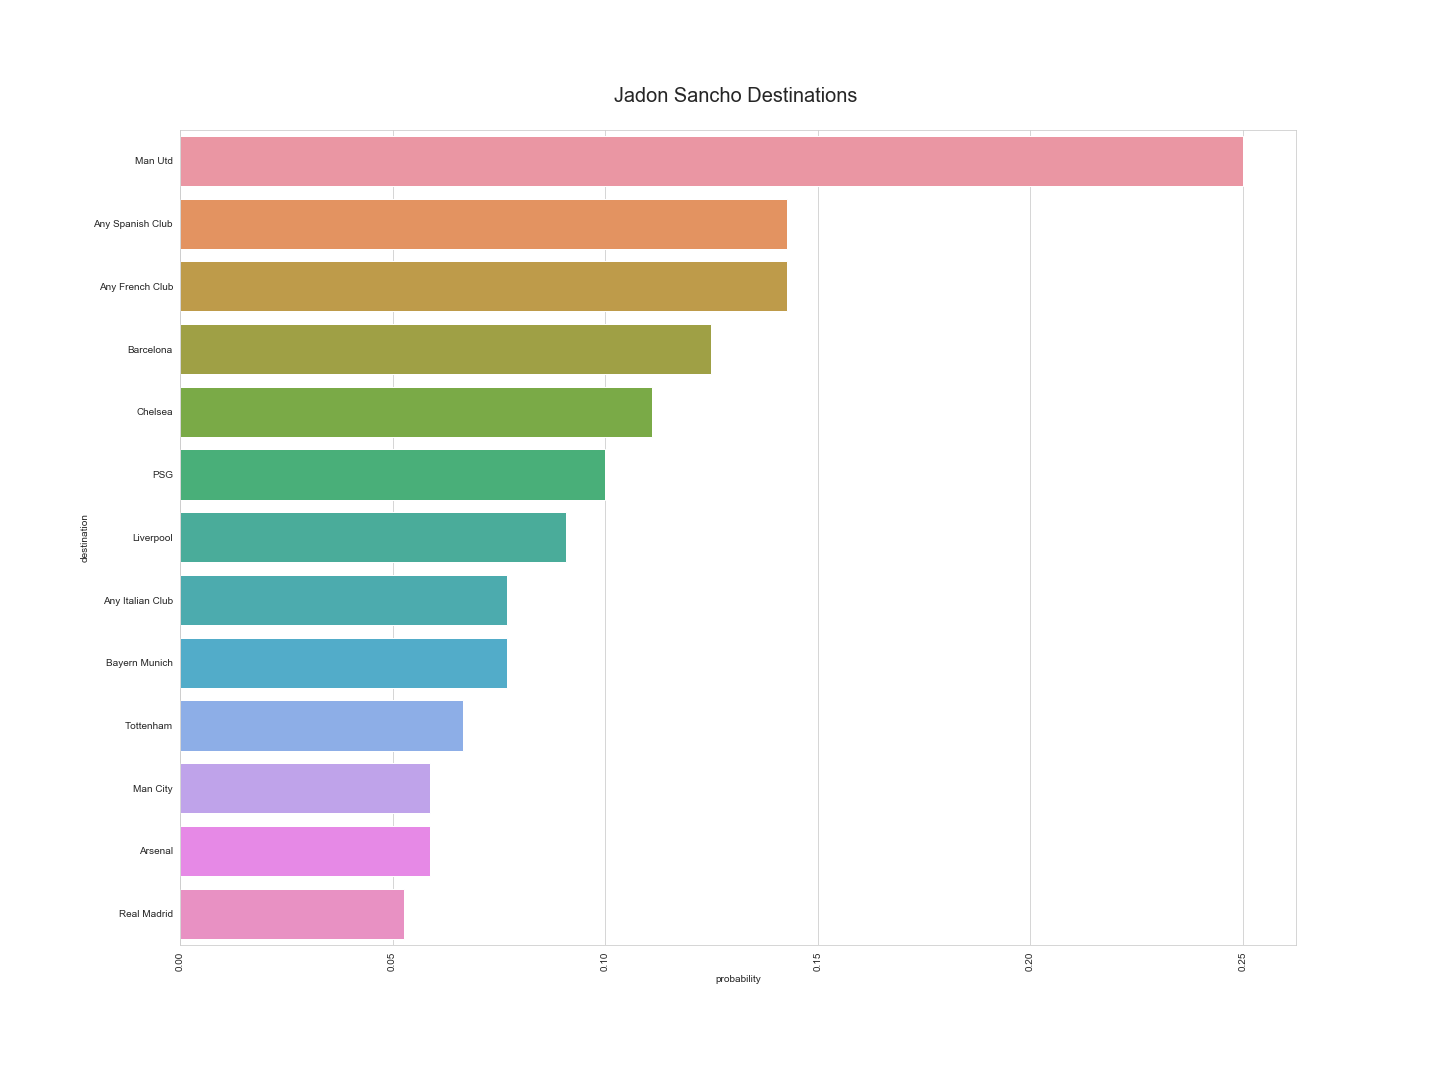 Jadon Sancho Destinations
Man Utd
Any Spanish Club
Any French Club
Barcelona
Chelsea
PSG
Liverpool
Any Italian Club
Bayern Munich
Tottenham
Man City
Arsenal
Real Madrid
destination
0.00
0.05
0.10
0.15
0.20
0.25
probability